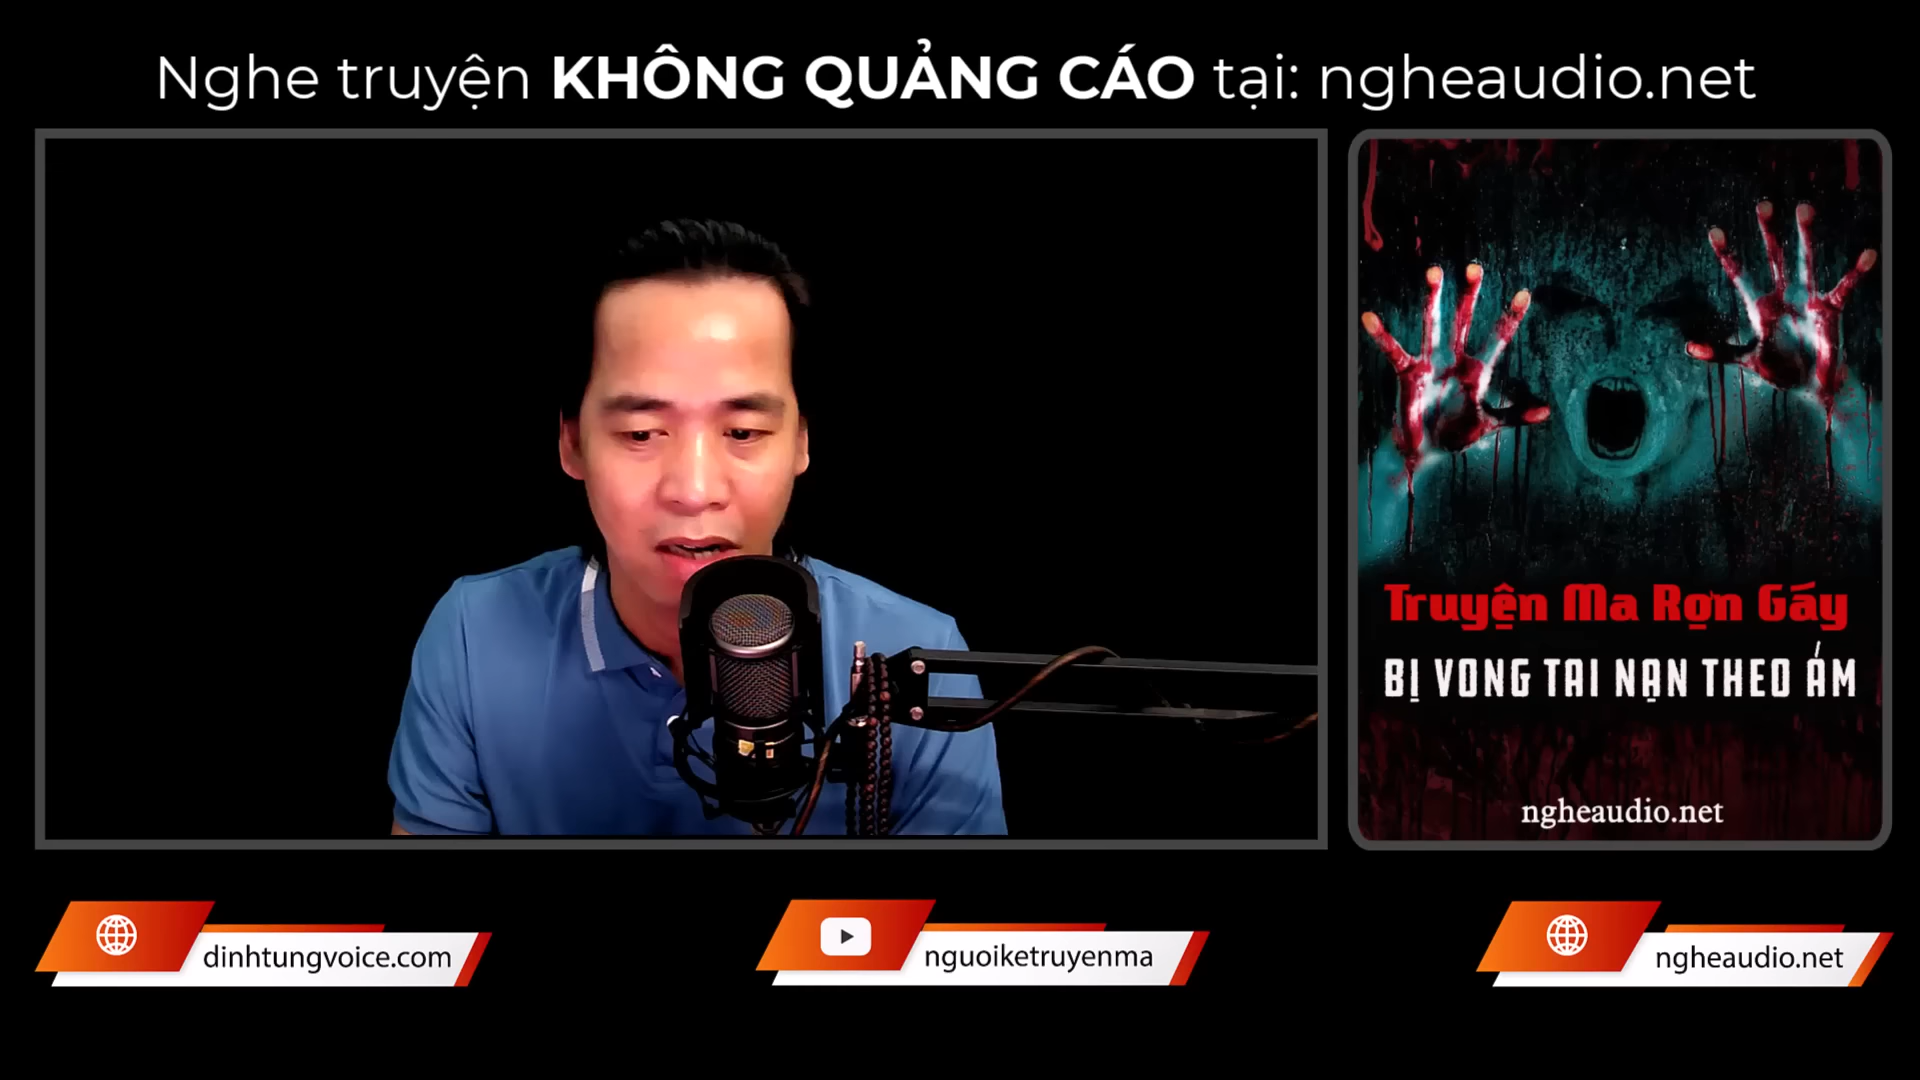 Nghe truyện KHÔNG QUẢNG CÁO tại: ngheaudio.net
Truyện Ma Rợn Gáy
BỊ VONG TAI NẠN THEO ÁM
ngheaudio.net
dinhtungvoice.com
nguoiketruyenma
ngheaudio.net